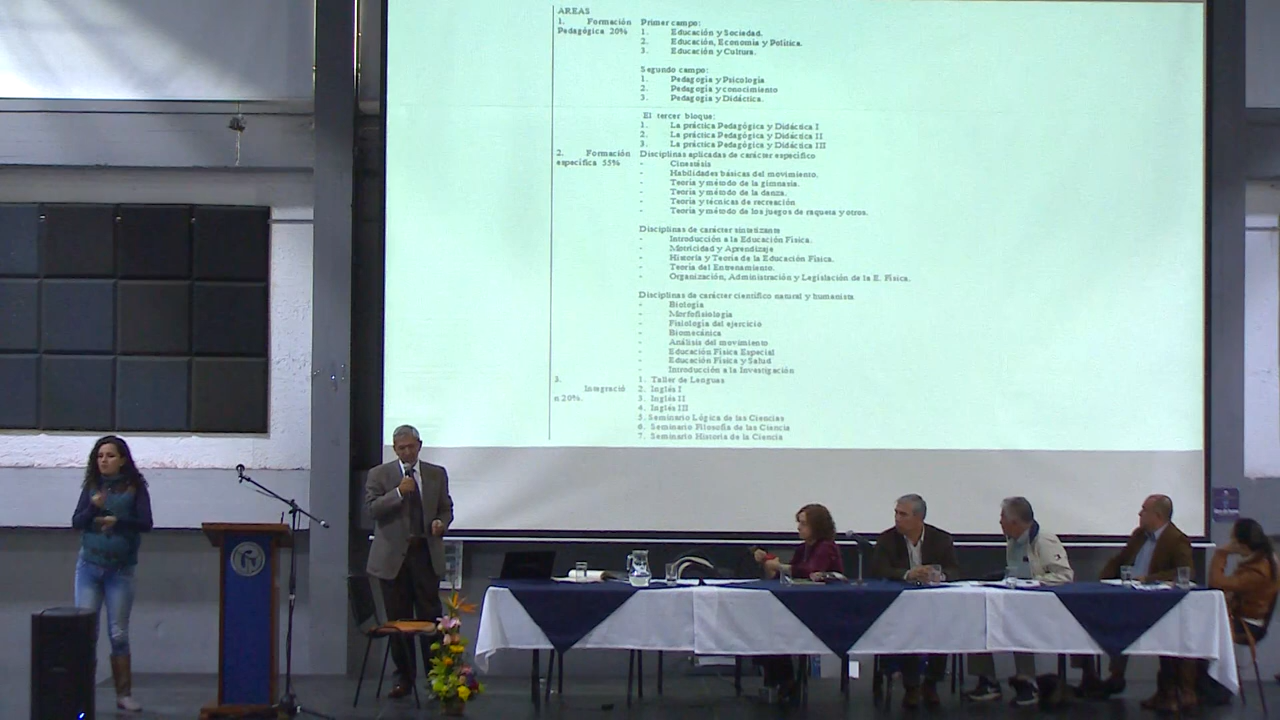 AREAS
1. Formación Pedagógica 20%
Primer campo:
1. Educación y Sociedad.
2. Educación, Economía y Política.
3. Educación y Cultura.
Segundo campo:
1. Pedagogía y Psicología
2. Pedagogía y conocimiento
3. Pedagogía y Didáctica.
El tercer bloque:
1. La práctica Pedagógica y Didáctica I
2. La práctica Pedagógica y Didáctica II
3. La práctica Pedagógica y Didáctica III
2. Formación específica 55%
Disciplinas aplicadas de carácter específico
- Cinestásis
- Habilidades básicas del movimiento.
- Teoría y método de la gimnasia.
- Teoría y método de la danza.
- Teoría y técnicas de recreación
- Teoría y método de los juegos de raqueta y otros.
Disciplinas de carácter sintetizante
- Introducción a la Educación Física.
- Motricidad y Aprendizaje
- Historia y Teoría de la Educación Física.
- Teoría del Entrenamiento.
- Organización, Administración y Legislación de la E. Física.
Disciplinas de carácter científico natural y humanista
- Biología
- Morfofisiología
- Fisiología del ejercicio
- Biomecánica
- Análisis del movimiento
- Educación Física Especial
- Educación Física y Salud
- Introducción a la Investigación
3. Integració
n 20%.
1. Taller de Lenguas
2. Inglés I
3. Inglés II
4. Inglés III
5. Seminario Lógica de las Ciencias
6. Seminario Filosofía de las Ciencia
7. Seminario Historia de la Ciencia